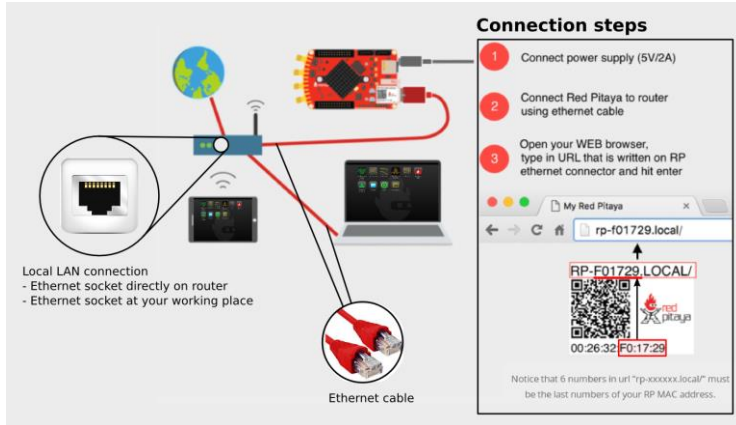 Connection steps
1
Connect power supply (5V/2A)
2
Connect Red Pitaya to router
using ethernet cable
3
Open your WEB browser,
type in URL that is written on RP
ethernet connector and hit enter
My Red Pitaya
rp-f01729.local/
RP-F01729.LOCAL/
red
pitaya
00:26:32:F0:17:29
Notice that 6 numbers in url "rp-xxxxxx.local/" must
be the last numbers of your RP MAC address.
Local LAN connection
- Ethernet socket directly on router
- Ethernet socket at your working place
Ethernet cable